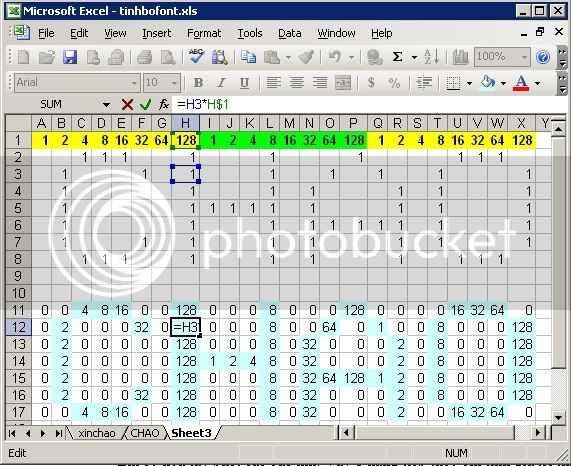 Microsoft Excel - tinhbofont.xls
File Edit View Insert Format Tools Data Window Help
100%
Arial 10 B I U $ %
SUM =H3*H$1
A B C D E F G H I J K L M N O P Q R S T U V W X Y
1 1 2 4 8 16 32 64 128 1 2 4 8 16 32 64 128 1 2 4 8 16 32 64 128
2 1 1 1 1 1 1 1 1 1
3 1 1 1 1 1 1 1 1
4 1 1 1 1 1 1 1
5 1 1 1 1 1 1 1 1 1 1
6 1 1 1 1 1 1 1 1 1 1
7 1 1 1 1 1 1 1 1
8 1 1 1 1 1 1 1 1 1 1
9
10
photobucket
11 0 0 4 8 16 0 0 128 0 0 0 8 0 0 0 128 0 0 0 0 16 32 64 0
12 0 2 0 0 0 32 0 =H3 0 0 0 8 0 0 64 0 1 0 0 8 0 0 0 128
13 0 2 0 0 0 0 0 128 0 0 0 8 0 32 0 0 0 2 0 8 0 0 0 128
14 0 2 0 0 0 0 0 128 1 2 4 8 0 32 0 0 0 2 0 8 0 0 0 128
15 0 2 0 0 0 0 0 128 0 0 0 8 0 32 64 128 1 2 0 8 0 0 0 128
16 0 2 0 0 0 32 0 128 0 0 0 8 0 32 0 0 0 2 0 8 0 0 0 128
17 0 0 4 8 16 0 0 128 0 0 0 8 0 32 0 0 0 2 0 0 16 32 64 0
xinchao CHAO Sheet3
Edit NUM